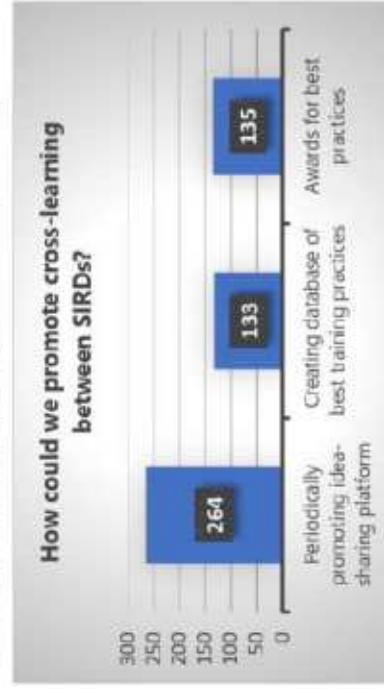 How could we promote cross-learning
between SIRDs?
300
250
200
150
100
50
0
264
133
135
Periodically
promoting idea-
sharing platform
Creating database of
best training practices
Awards for best
practices